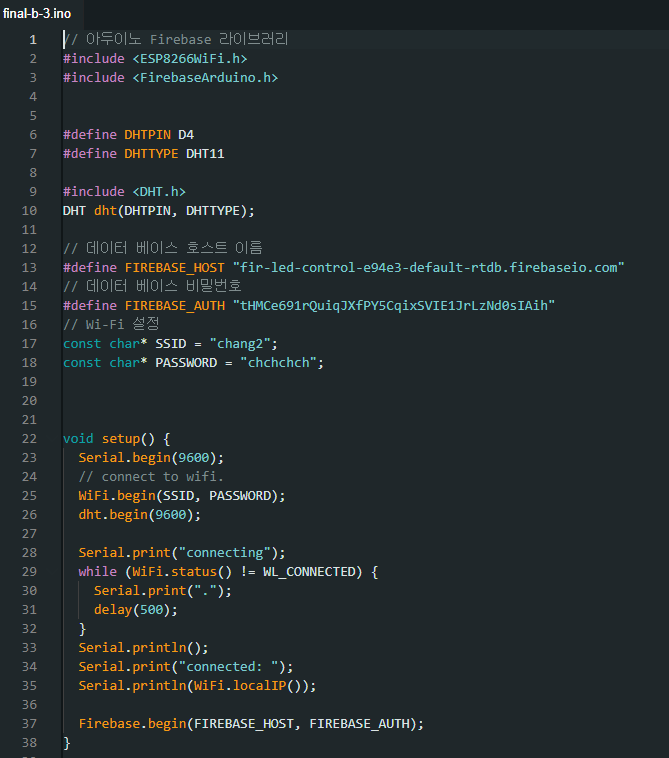 final-b-3.ino
1 // 아두이노 Firebase 라이브러리
2 #include <ESP8266WiFi.h>
3 #include <FirebaseArduino.h>
4
5
6 #define DHTPIN D4
7 #define DHTTYPE DHT11
8
9 #include <DHT.h>
10 DHT dht(DHTPIN, DHTTYPE);
11
12 // 데이터 베이스 호스트 이름
13 #define FIREBASE_HOST "fir-led-control-e94e3-default-rtdb.firebaseio.com"
14 // 데이터 베이스 비밀번호
15 #define FIREBASE_AUTH "tHMCe691rQuiqJXfPY5CqixSVIE1JrLzNd0sIAih"
16 // Wi-Fi 설정
17 const char* SSID = "chang2";
18 const char* PASSWORD = "chchchch";
19
20
21
22 void setup() {
23 Serial.begin(9600);
24 // connect to wifi.
25 WiFi.begin(SSID, PASSWORD);
26 dht.begin(9600);
27
28 Serial.print("connecting");
29 while (WiFi.status() != WL_CONNECTED) {
30 Serial.print(".");
31 delay(500);
32 }
33 Serial.println();
34 Serial.print("connected: ");
35 Serial.println(WiFi.localIP());
36
37 Firebase.begin(FIREBASE_HOST, FIREBASE_AUTH);
38 }